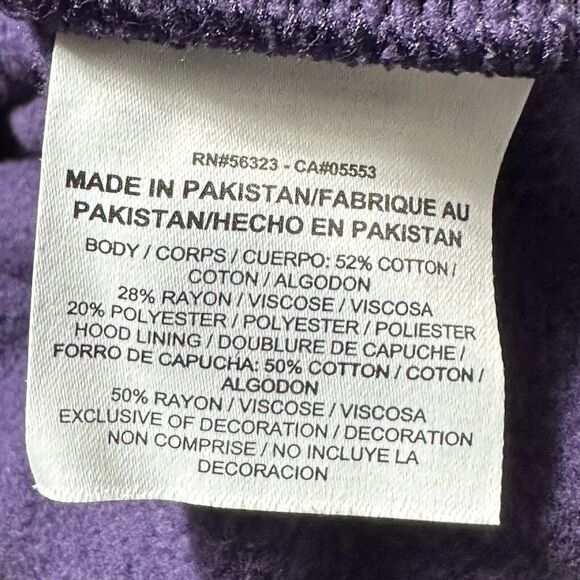 RN#56323 - CA#05553
MADE IN PAKISTAN/FABRIQUE AU
PAKISTAN/HECHO EN PAKISTAN
BODY / CORPS / CUERPO: 52% COTTON /
COTON / ALGODON
28% RAYON / VISCOSE / VISCOSA
20% POLYESTER / POLYESTER / POLIESTER
HOOD LINING / DOUBLURE DE CAPUCHE /
FORRO DE CAPUCHA: 50% COTTON / COTON /
ALGODON
50% RAYON / VISCOSE / VISCOSA
EXCLUSIVE OF DECORATION / DECORATION
NON COMPRISE / NO INCLUYE LA
DECORACION